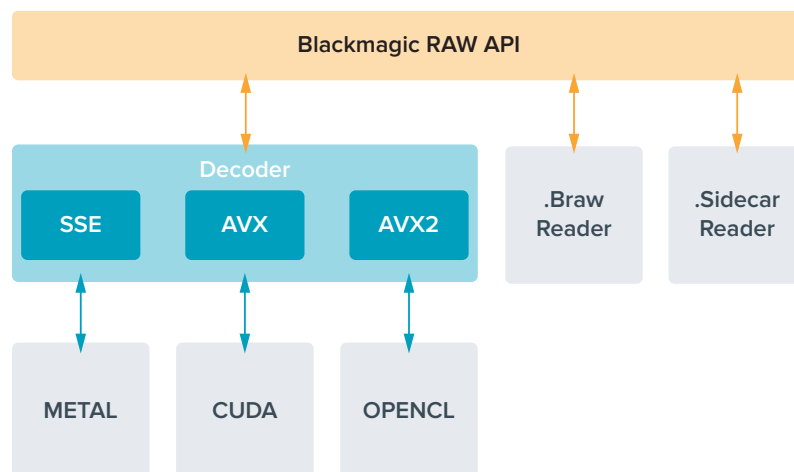 Blackmagic RAW API
Decoder
SSE
AVX
AVX2
.Braw
Reader
.Sidecar
Reader
METAL
CUDA
OPENCL